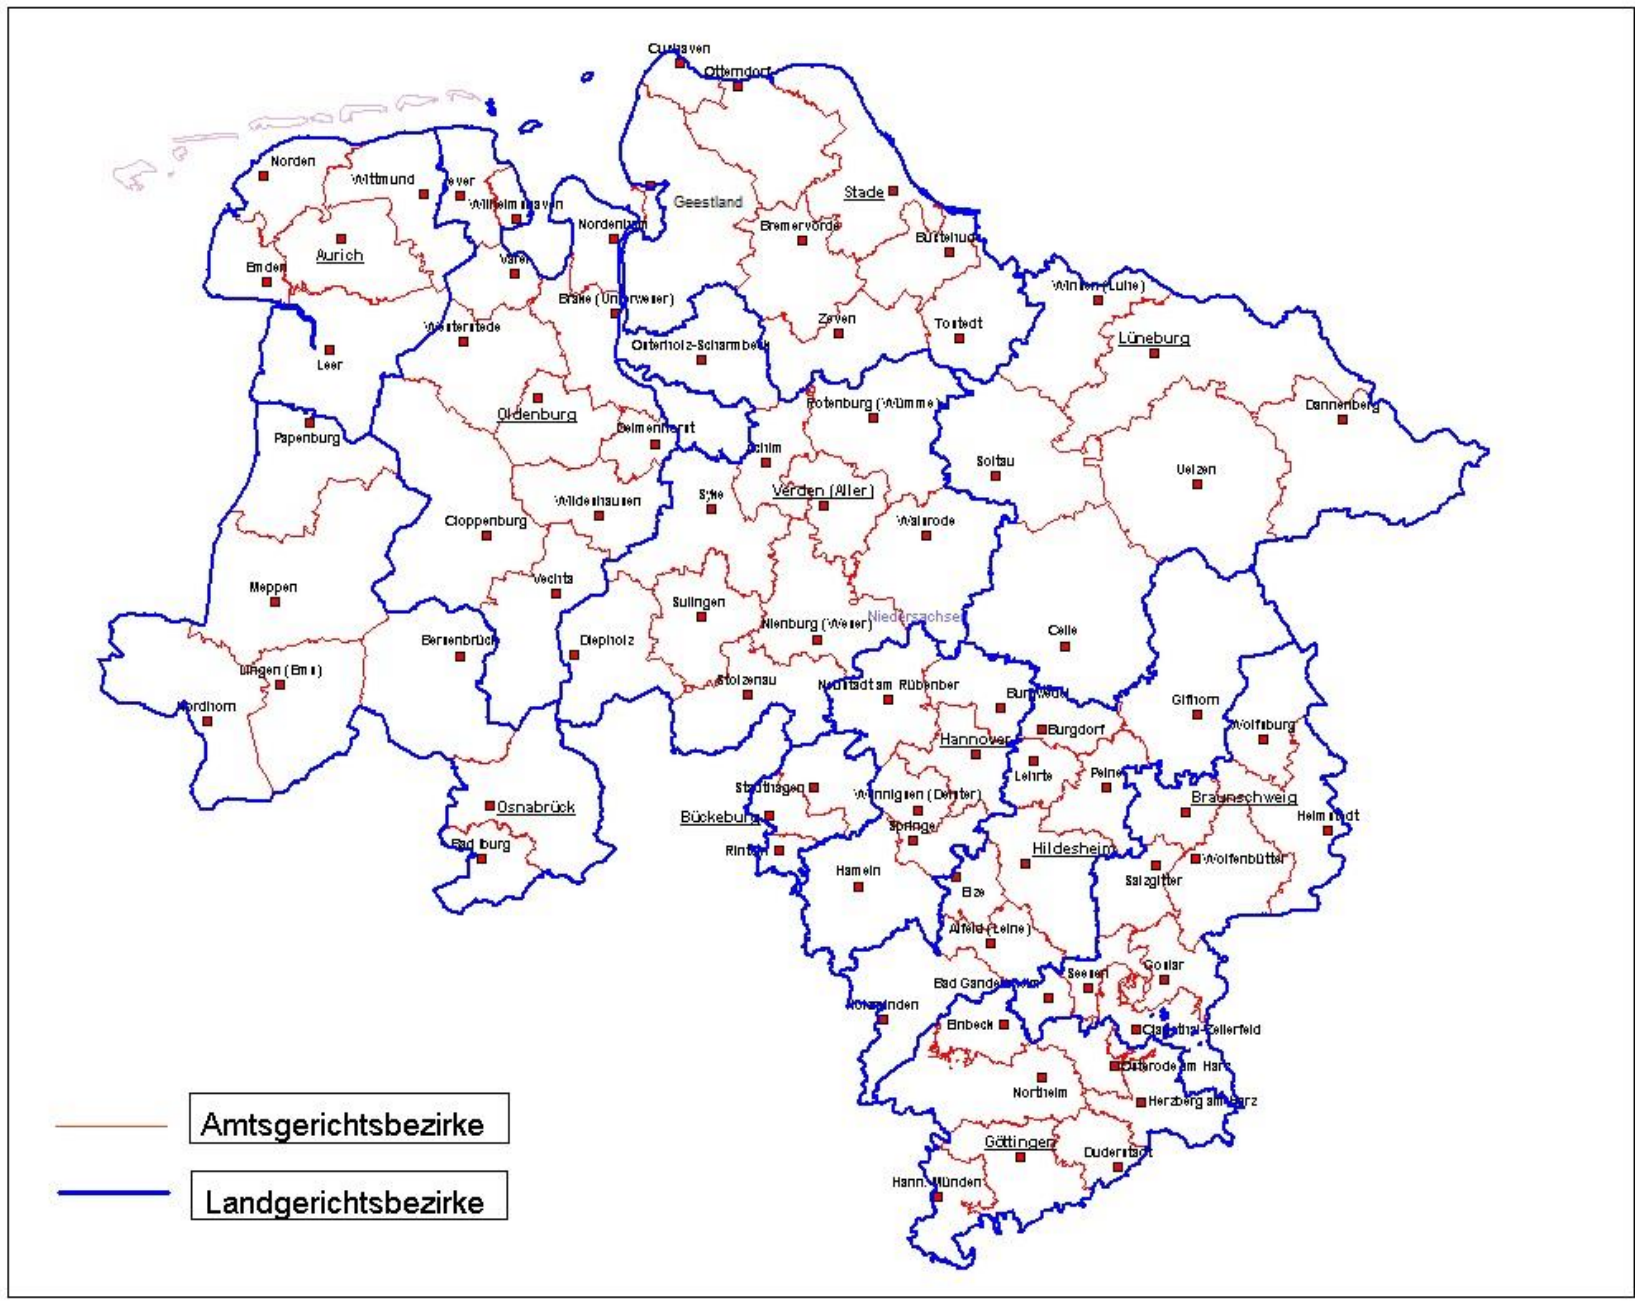 Cuxhaven
Otterndorf
Norden
Wittmund
ever
Wilhelmshaven
Geestland
Stade
Nordenham
Bremervörde
Buxtehude
Aurich
Emden
Varel
Brake (Unterweser)
Winsen (Luhe)
Westerstede
Zeven
Tostedt
Lüneburg
Osterholz-Scharmbeck
Leer
Oldenburg
Rotenburg (Wümme)
Dannenberg
Delmenhorst
Papenburg
chim
Soltau
Uelzen
Verden (Aller)
Syke
Wildeshausen
Cloppenburg
Walsrode
Vechta
Meppen
Sulingen
Niedersachsen
Nienburg (Weser)
Celle
Bersenbrück
Diepholz
Lingen (Ems)
Stolzenau
Neustadt am Rübenber
Burgwedel
Nordhorn
Gifhorn
Wolfsburg
Burgdorf
Hannover
Lehrte
Peine
Stadthagen
Wennigsen (Deister)
Braunschweig
Osnabrück
Bückeburg
Helmstedt
Springe
Bad Iburg
Rinteln
Hildesheim
Wolfenbüttel
Hameln
Elze
Salzgitter
Alfeld (Leine)
Goslar
Seesen
Bad Gandersheim
Holzminden
Einbeck
Clausthal-Zellerfeld
Osterode am Harz
Northeim
Herzberg am Harz
Amtsgerichtsbezirke
Göttingen
Duderstadt
Hann. Münden
Landgerichtsbezirke